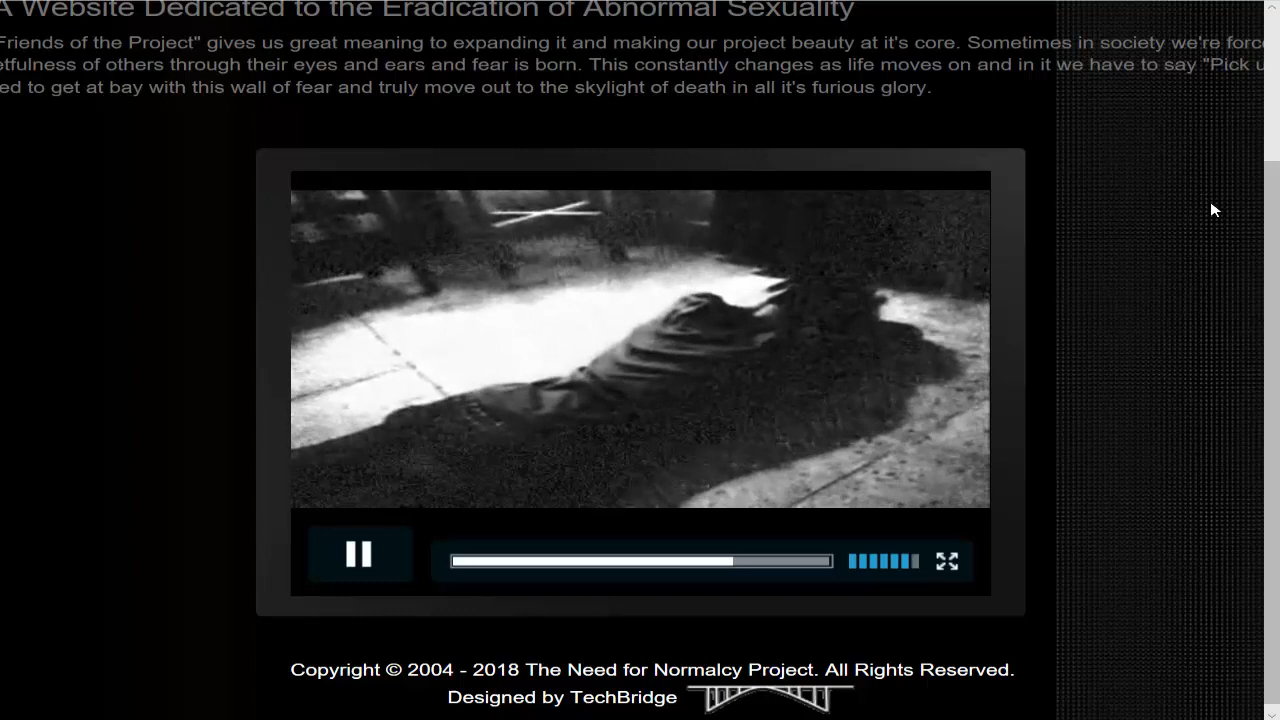 A Website Dedicated to the Eradication of Abnormal Sexuality
Friends of the Project" gives us great meaning to expanding it and making our project beauty at it's core. Sometimes in society we're
of others through their eyes and ears and fear is born. This constantly changes as life moves on and in it we have to say "Pick
to get at bay with this wall of fear and truly move out to the skylight of death in all it's furious glory.
Copyright © 2004 - 2018 The Need for Normalcy Project. All Rights Reserved.
Designed by TechBridge